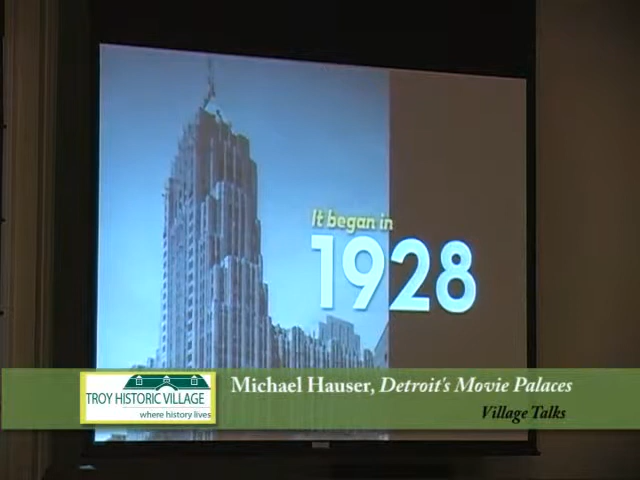 It began in
1928
TROY HISTORIC VILLAGE
where history lives
Michael Hauser, Detroit's Movie Palaces
Village Talks